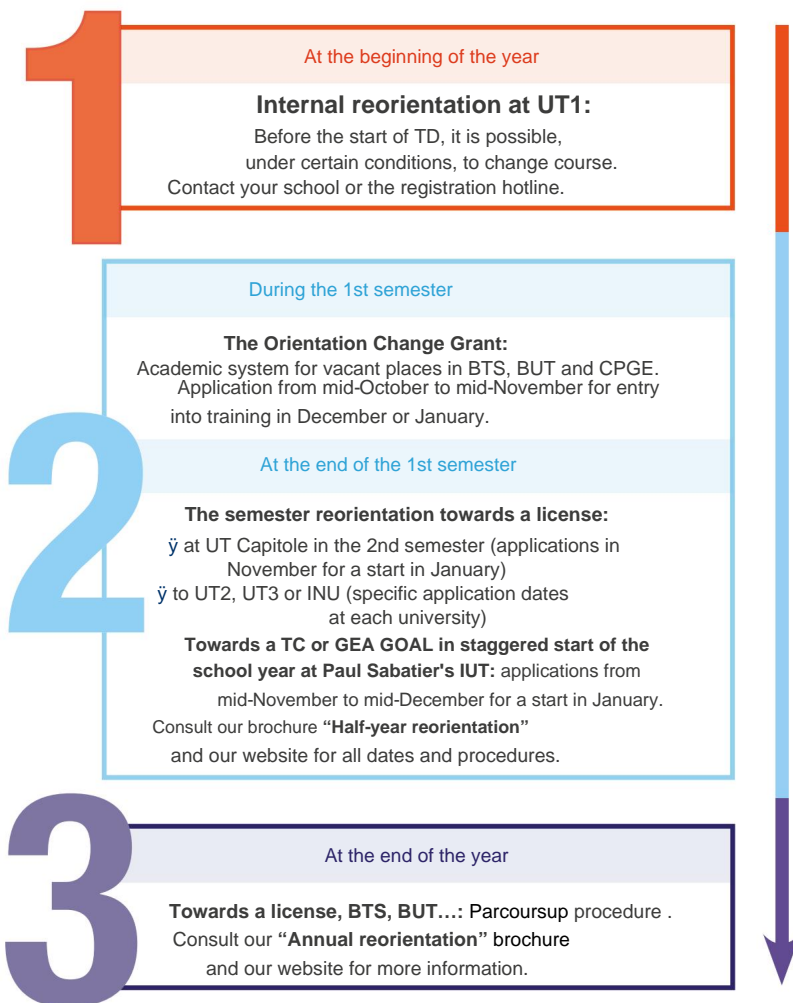 1
At the beginning of the year
Internal reorientation at UT1:
Before the start of TD, it is possible,
under certain conditions, to change course.
Contact your school or the registration hotline.
2
During the 1st semester
The Orientation Change Grant:
Academic system for vacant places in BTS, BUT and CPGE.
Application from mid-October to mid-November for entry
into training in December or January.
At the end of the 1st semester
The semester reorientation towards a license:
ÿ at UT Capitole in the 2nd semester (applications in
November for a start in January)
ÿ to UT2, UT3 or INU (specific application dates
at each university)
Towards a TC or GEA GOAL in staggered start of the
school year at Paul Sabatier's IUT: applications from
mid-November to mid-December for a start in January.
Consult our brochure “Half-year reorientation”
and our website for all dates and procedures.
3
At the end of the year
Towards a license, BTS, BUT…: Parcoursup procedure .
Consult our “Annual reorientation” brochure
and our website for more information.